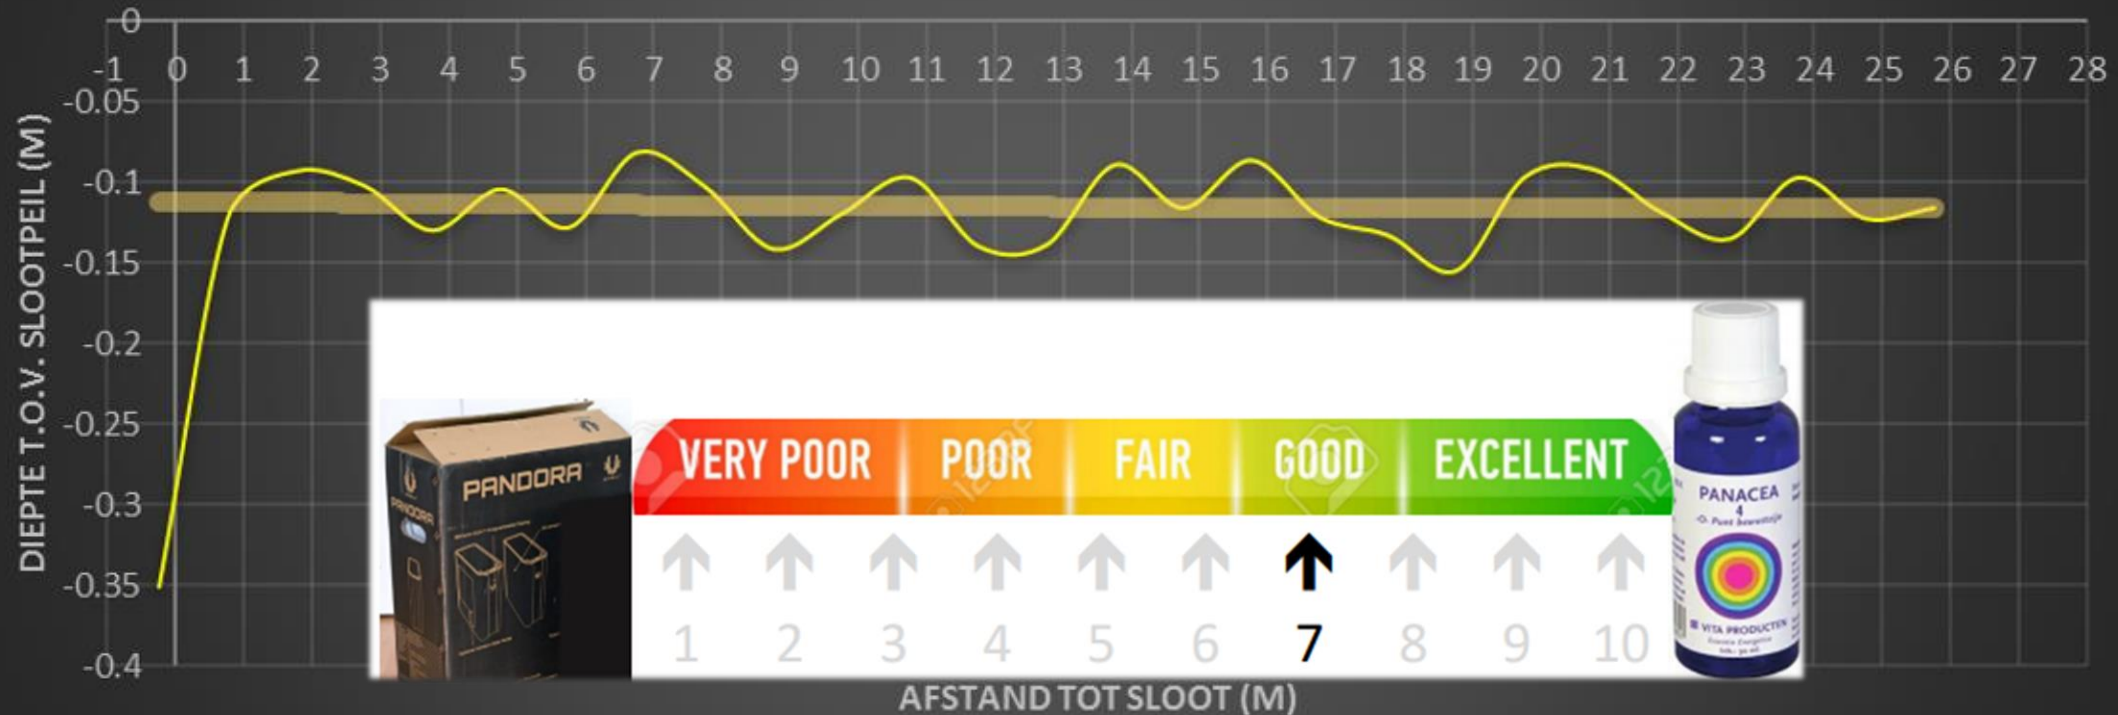 0
-1 0 1 2 3 4 5 6 7 8 9 10 11 12 13 14 15 16 17 18 19 20 21 22 23 24 25 26 27 28
-0.05
-0.1
-0.15
-0.2
-0.25
-0.3
-0.35
-0.4
DIEPTE T.O.V. SLOOTPEIL (M)
AFSTAND TOT SLOOT (M)
PANDORA
PANDORA
VERY POOR POOR FAIR GOOD EXCELLENT
1 2 3 4 5 6 7 8 9 10
PANACEA
4
-O- Punt bewustzijn
VITA PRODUCTEN